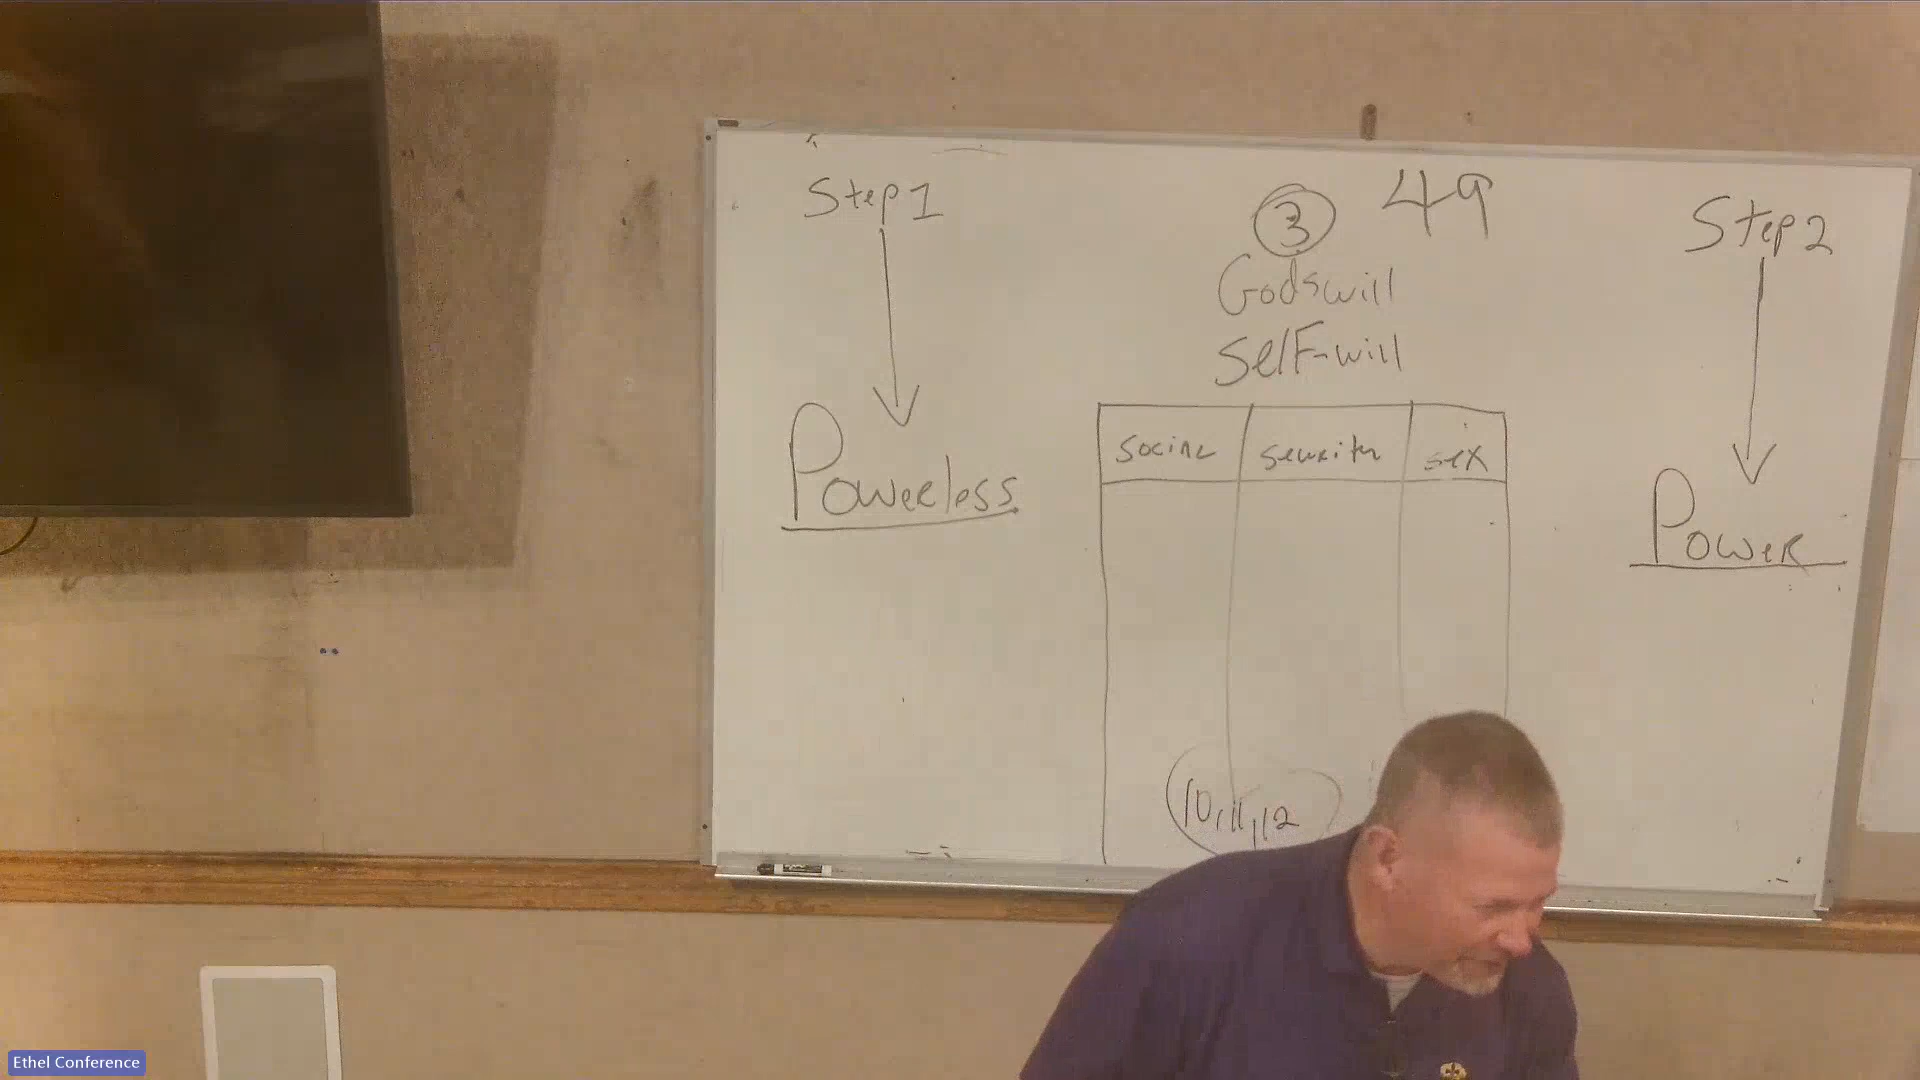 Step 1
③ 49
Step 2
Godswill
Self-will
Powerless
Power
social
security
sex
10, 11, 12
Ethel Conference